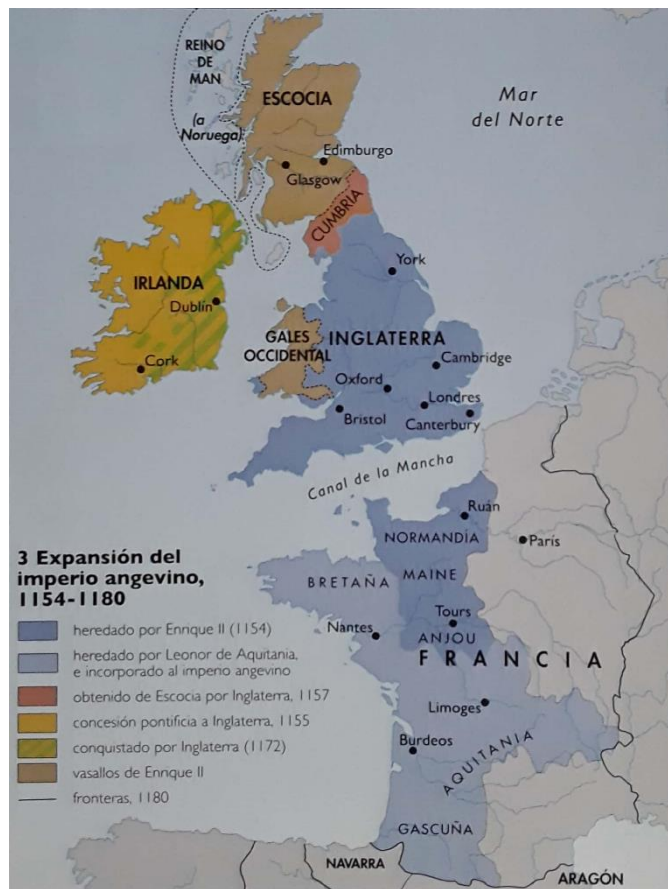 REINO
DE
MAN
(a
Noruega)
ESCOCIA
Mar
del Norte
Edimburgo
Glasgow
CUMBRIA
York
IRLANDA
Dublín
Cork
GALES
OCCIDENTAL
INGLATERRA
Cambridge
Oxford
Londres
Bristol
Canterbury
Canal de la Mancha
Ruán
NORMANDÍA
París
BRETAÑA
MAINE
Tours
Nantes
ANJOU
FRANCIA
Limoges
Burdeos
AQUITANIA
GASCUÑA
NAVARRA
ARAGÓN
3 Expansión del
imperio angevino,
1154-1180
heredado por Enrique II (1154)
heredado por Leonor de Aquitania,
e incorporado al imperio angevino
obtenido de Escocia por Inglaterra, 1157
concesión pontificia a Inglaterra, 1155
conquistado por Inglaterra (1172)
vasallos de Enrique II
fronteras, 1180